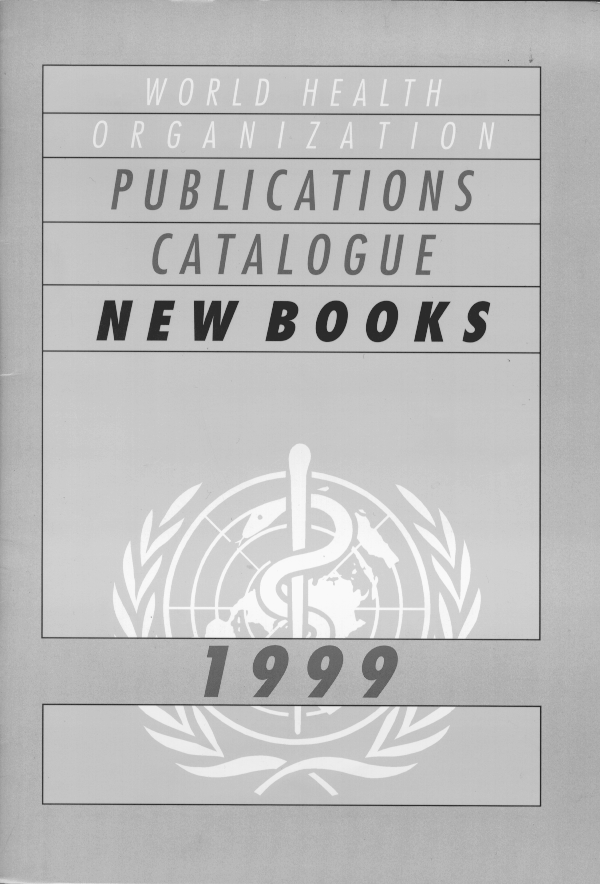 WORLD HEALTH
ORGANIZATION
PUBLICATIONS
CATALOGUE
NEW BOOKS
1999